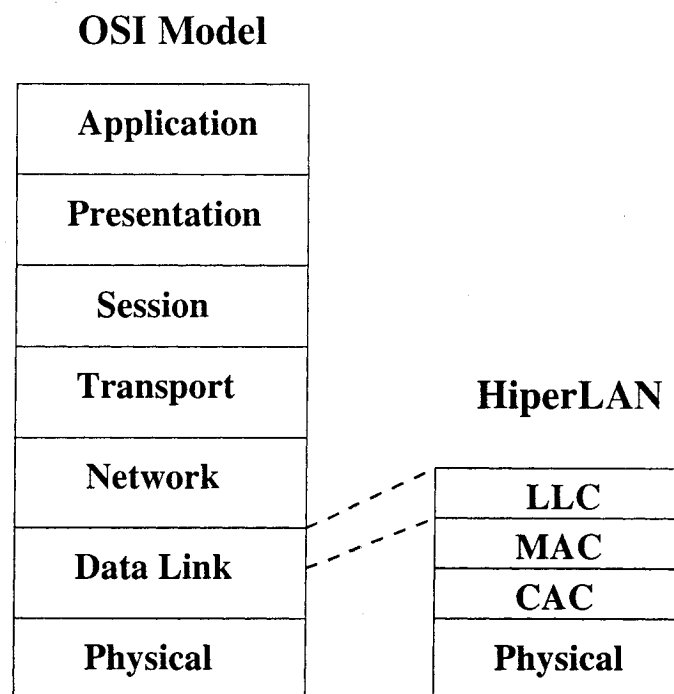 OSI Model
Application
Presentation
Session
Transport
Network
Data Link
Physical
HiperLAN
LLC
MAC
CAC
Physical